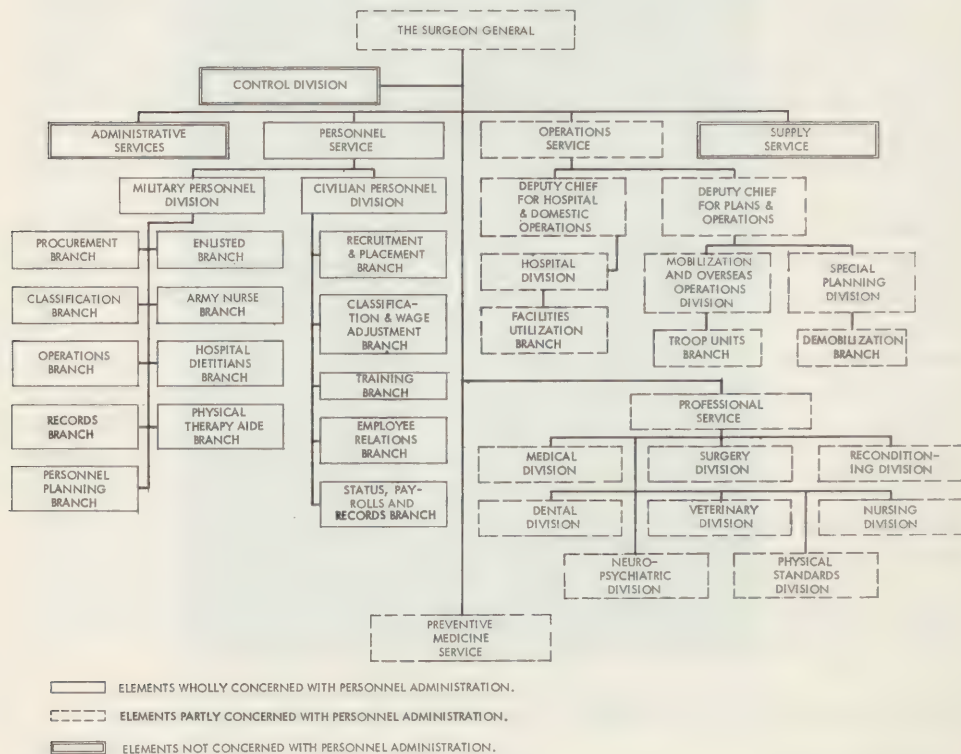 THE SURGEON GENERAL
CONTROL DIVISION
ADMINISTRATIVE
SERVICES
PERSONNEL
SERVICE
OPERATIONS
SERVICE
SUPPLY
SERVICE
MILITARY PERSONNEL
DIVISION
CIVILIAN PERSONNEL
DIVISION
DEPUTY CHIEF
FOR HOSPITAL
& DOMESTIC
OPERATIONS
DEPUTY CHIEF
FOR PLANS &
OPERATIONS
PROCUREMENT
BRANCH
ENLISTED
BRANCH
CLASSIFICATION
BRANCH
ARMY NURSE
BRANCH
OPERATIONS
BRANCH
HOSPITAL
DIETITIANS
BRANCH
RECORDS
BRANCH
PHYSICAL
THERAPY AIDE
BRANCH
PERSONNEL
PLANNING
BRANCH
RECRUITMENT
& PLACEMENT
BRANCH
CLASSIFICA-
TION & WAGE
ADJUSTMENT
BRANCH
TRAINING
BRANCH
EMPLOYEE
RELATIONS
BRANCH
STATUS, PAY-
ROLLS AND
RECORDS BRANCH
HOSPITAL
DIVISION
FACILITIES
UTILIZATION
BRANCH
MOBILIZATION
AND OVERSEAS
OPERATIONS
DIVISION
TROOP UNITS
BRANCH
SPECIAL
PLANNING
DIVISION
DEMOBILIZATION
BRANCH
PROFESSIONAL
SERVICE
MEDICAL
DIVISION
SURGERY
DIVISION
RECONDITION-
ING DIVISION
DENTAL
DIVISION
VETERINARY
DIVISION
NURSING
DIVISION
NEURO-
PSYCHIATRIC
DIVISION
PHYSICAL
STANDARDS
DIVISION
PREVENTIVE
MEDICINE
SERVICE
ELEMENTS WHOLLY CONCERNED WITH PERSONNEL ADMINISTRATION.
ELEMENTS PARTLY CONCERNED WITH PERSONNEL ADMINISTRATION.
ELEMENTS NOT CONCERNED WITH PERSONNEL ADMINISTRATION.